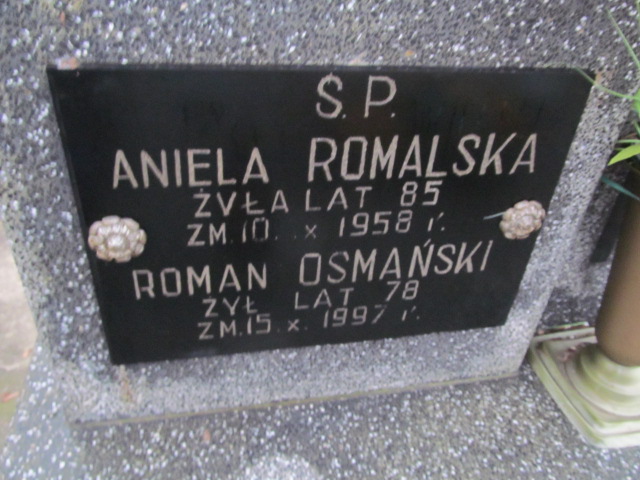 Ś. P.
ANIELA ROMALSKA
ŻYŁA LAT 85
ZM. 10. X 1958 r.
ROMAN OSMAŃSKI
ŻYŁ LAT 78
ZM. 15. X. 1997 r.